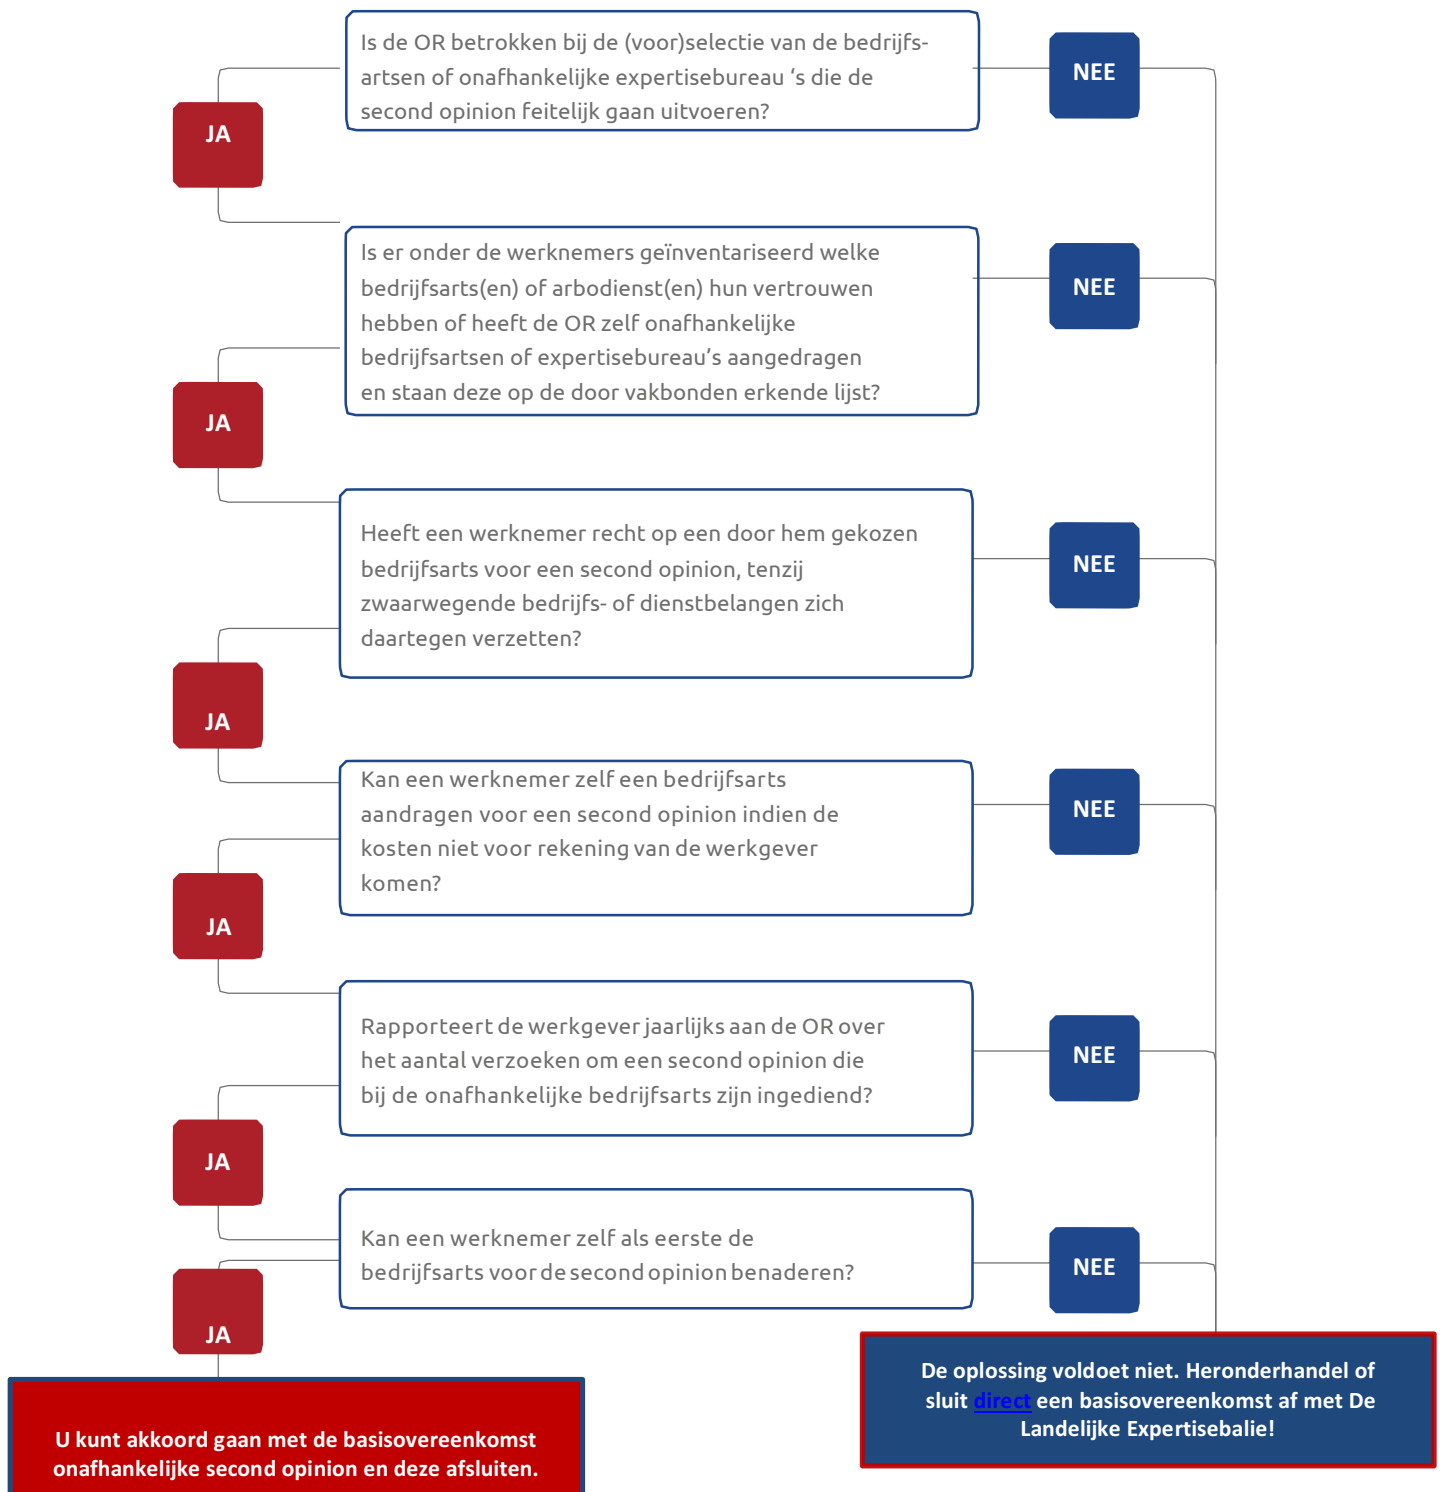 Is de OR betrokken bij de (voor)selectie van de bedrijfs-
artsen of onafhankelijke expertisebureau ‘s die de
second opinion feitelijk gaan uitvoeren?
NEE
JA
Is er onder de werknemers geïnventariseerd welke
bedrijfsarts(en) of arbodienst(en) hun vertrouwen
hebben of heeft de OR zelf onafhankelijke
bedrijfsartsen of expertisebureau’s aangedragen
en staan deze op de door vakbonden erkende lijst?
NEE
JA
Heeft een werknemer recht op een door hem gekozen
bedrijfsarts voor een second opinion, tenzij
zwaarwegende bedrijfs- of dienstbelangen zich
daartegen verzetten?
NEE
JA
Kan een werknemer zelf een bedrijfsarts
aandragen voor een second opinion indien de
kosten niet voor rekening van de werkgever
komen?
NEE
JA
Rapporteert de werkgever jaarlijks aan de OR over
het aantal verzoeken om een second opinion die
bij de onafhankelijke bedrijfsarts zijn ingediend?
NEE
JA
Kan een werknemer zelf als eerste de
bedrijfsarts voor de second opinion benaderen?
NEE
JA
De oplossing voldoet niet. Heronderhandel of
sluit direct een basisovereenkomst af met De
Landelijke Expertisebalie!
U kunt akkoord gaan met de basisovereenkomst
onafhankelijke second opinion en deze afsluiten.